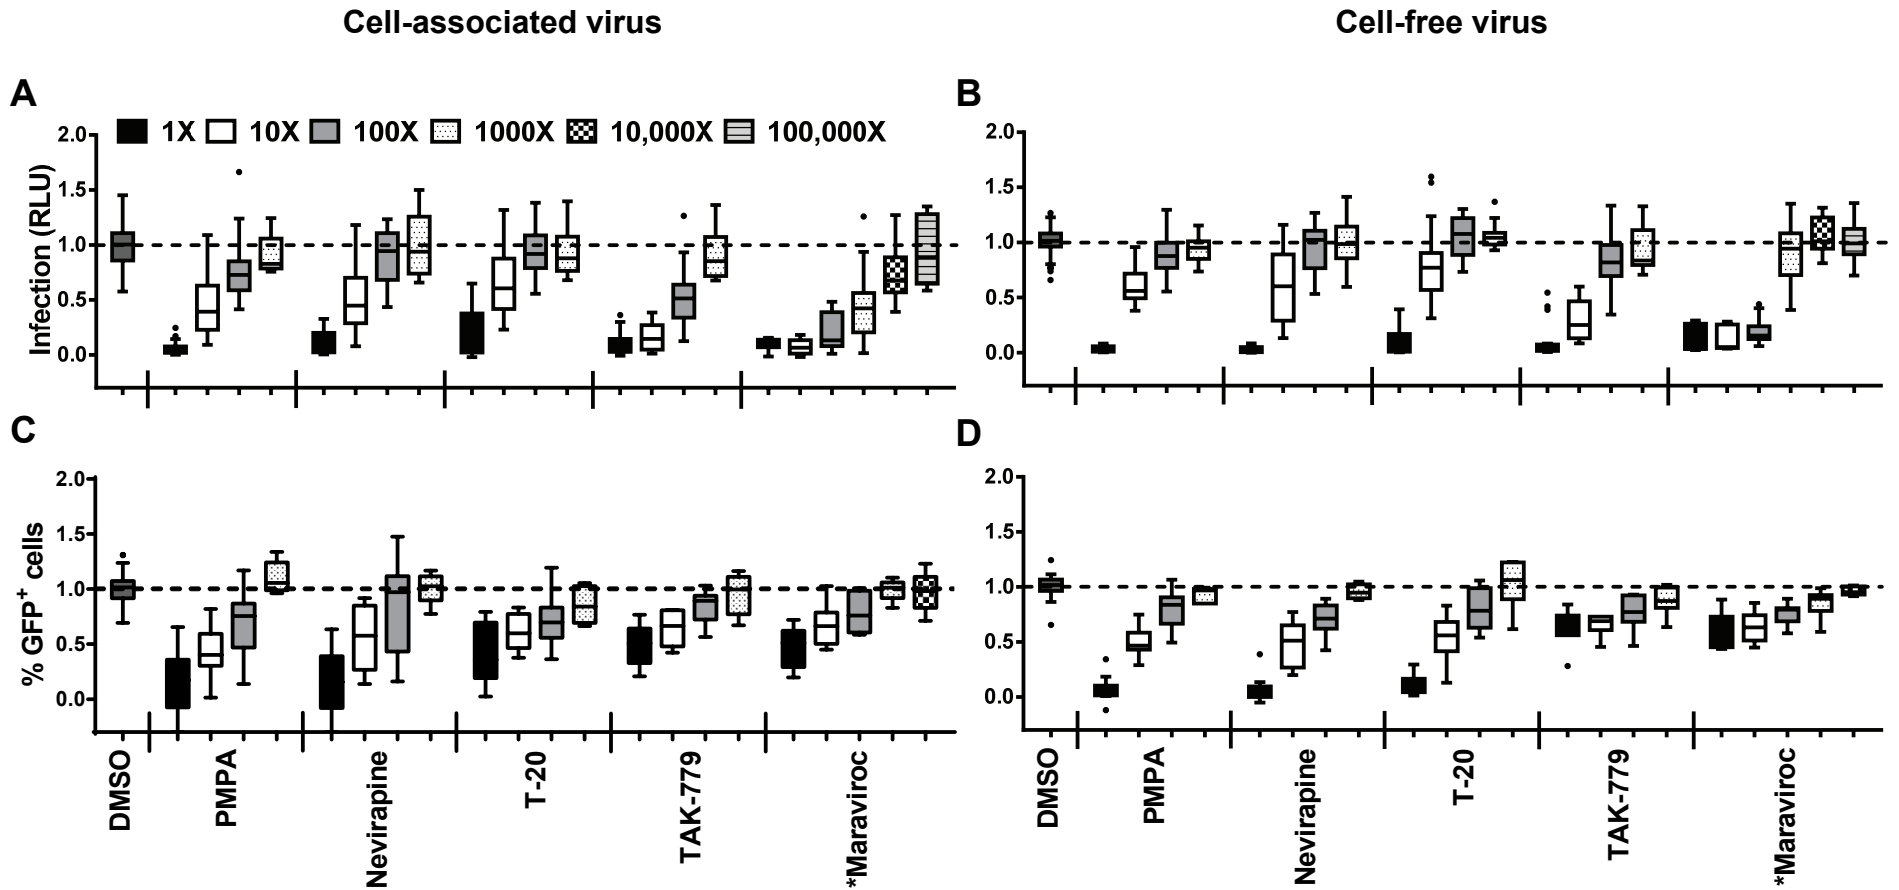 Cell-associated virus
Cell-free virus
A
B
1X 10X 100X 1000X 10,000X 100,000X
Infection (RLU)
2.0
1.5
1.0
0.5
0.0
2.0
1.5
1.0
0.5
0.0
C
D
% GFP+ cells
2.0
1.5
1.0
0.5
0.0
2.0
1.5
1.0
0.5
0.0
DMSO
PMPA
Nevirapine
T-20
TAK-779
*Maraviroc
DMSO
PMPA
Nevirapine
T-20
TAK-779
*Maraviroc